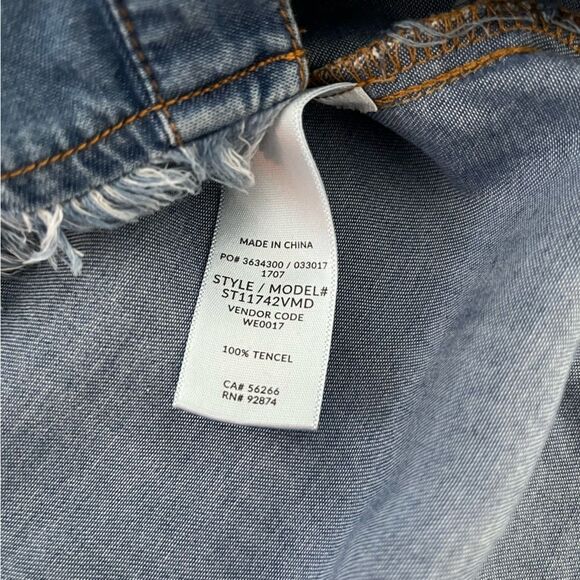 MADE IN CHINA
PO# 3634300 / 033017
1707
STYLE / MODEL#
ST11742VMD
VENDOR CODE
WE0017
100% TENCEL
CA# 56266
RN# 92874